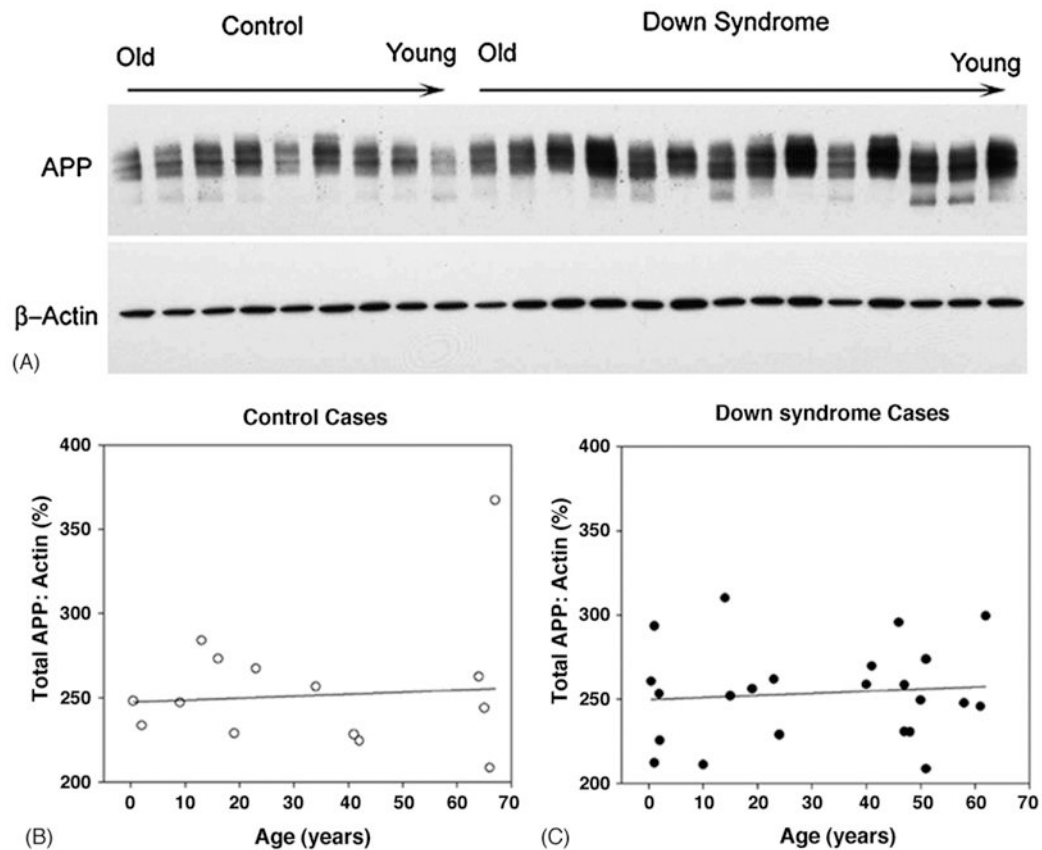 Control
Down Syndrome
Old
Young
Old
Young
APP
β–Actin
(A)
Control Cases
Total APP: Actin (%)
400
350
300
250
200
0 10 20 30 40 50 60 70
Age (years)
(B)
Down syndrome Cases
Total APP: Actin (%)
400
350
300
250
200
0 10 20 30 40 50 60 70
Age (years)
(C)